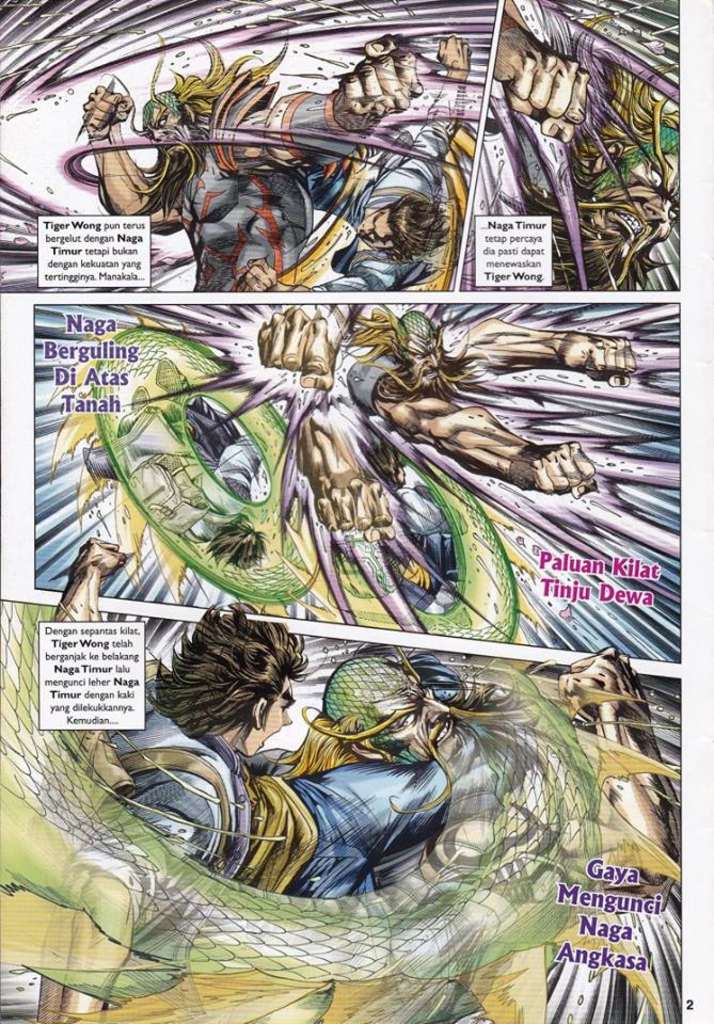 Tiger Wong pun terus
bergelut dengan Naga
Timur tetapi bukan
dengan kekuatan yang
tertingginya. Manakala...
...Naga Timur
tetap percaya
dia pasti dapat
menewaskan
Tiger Wong.
Naga
Berguling
Di Atas
Tanah
Paluan Kilat
Tinju Dewa
Dengan sepantas kilat,
Tiger Wong telah
berganjak ke belakang
Naga Timur lalu
mengunci leher Naga
Timur dengan kaki
yang dilekukkannya.
Kemudian....
Gaya
Mengunci
Naga
Angkasa
2